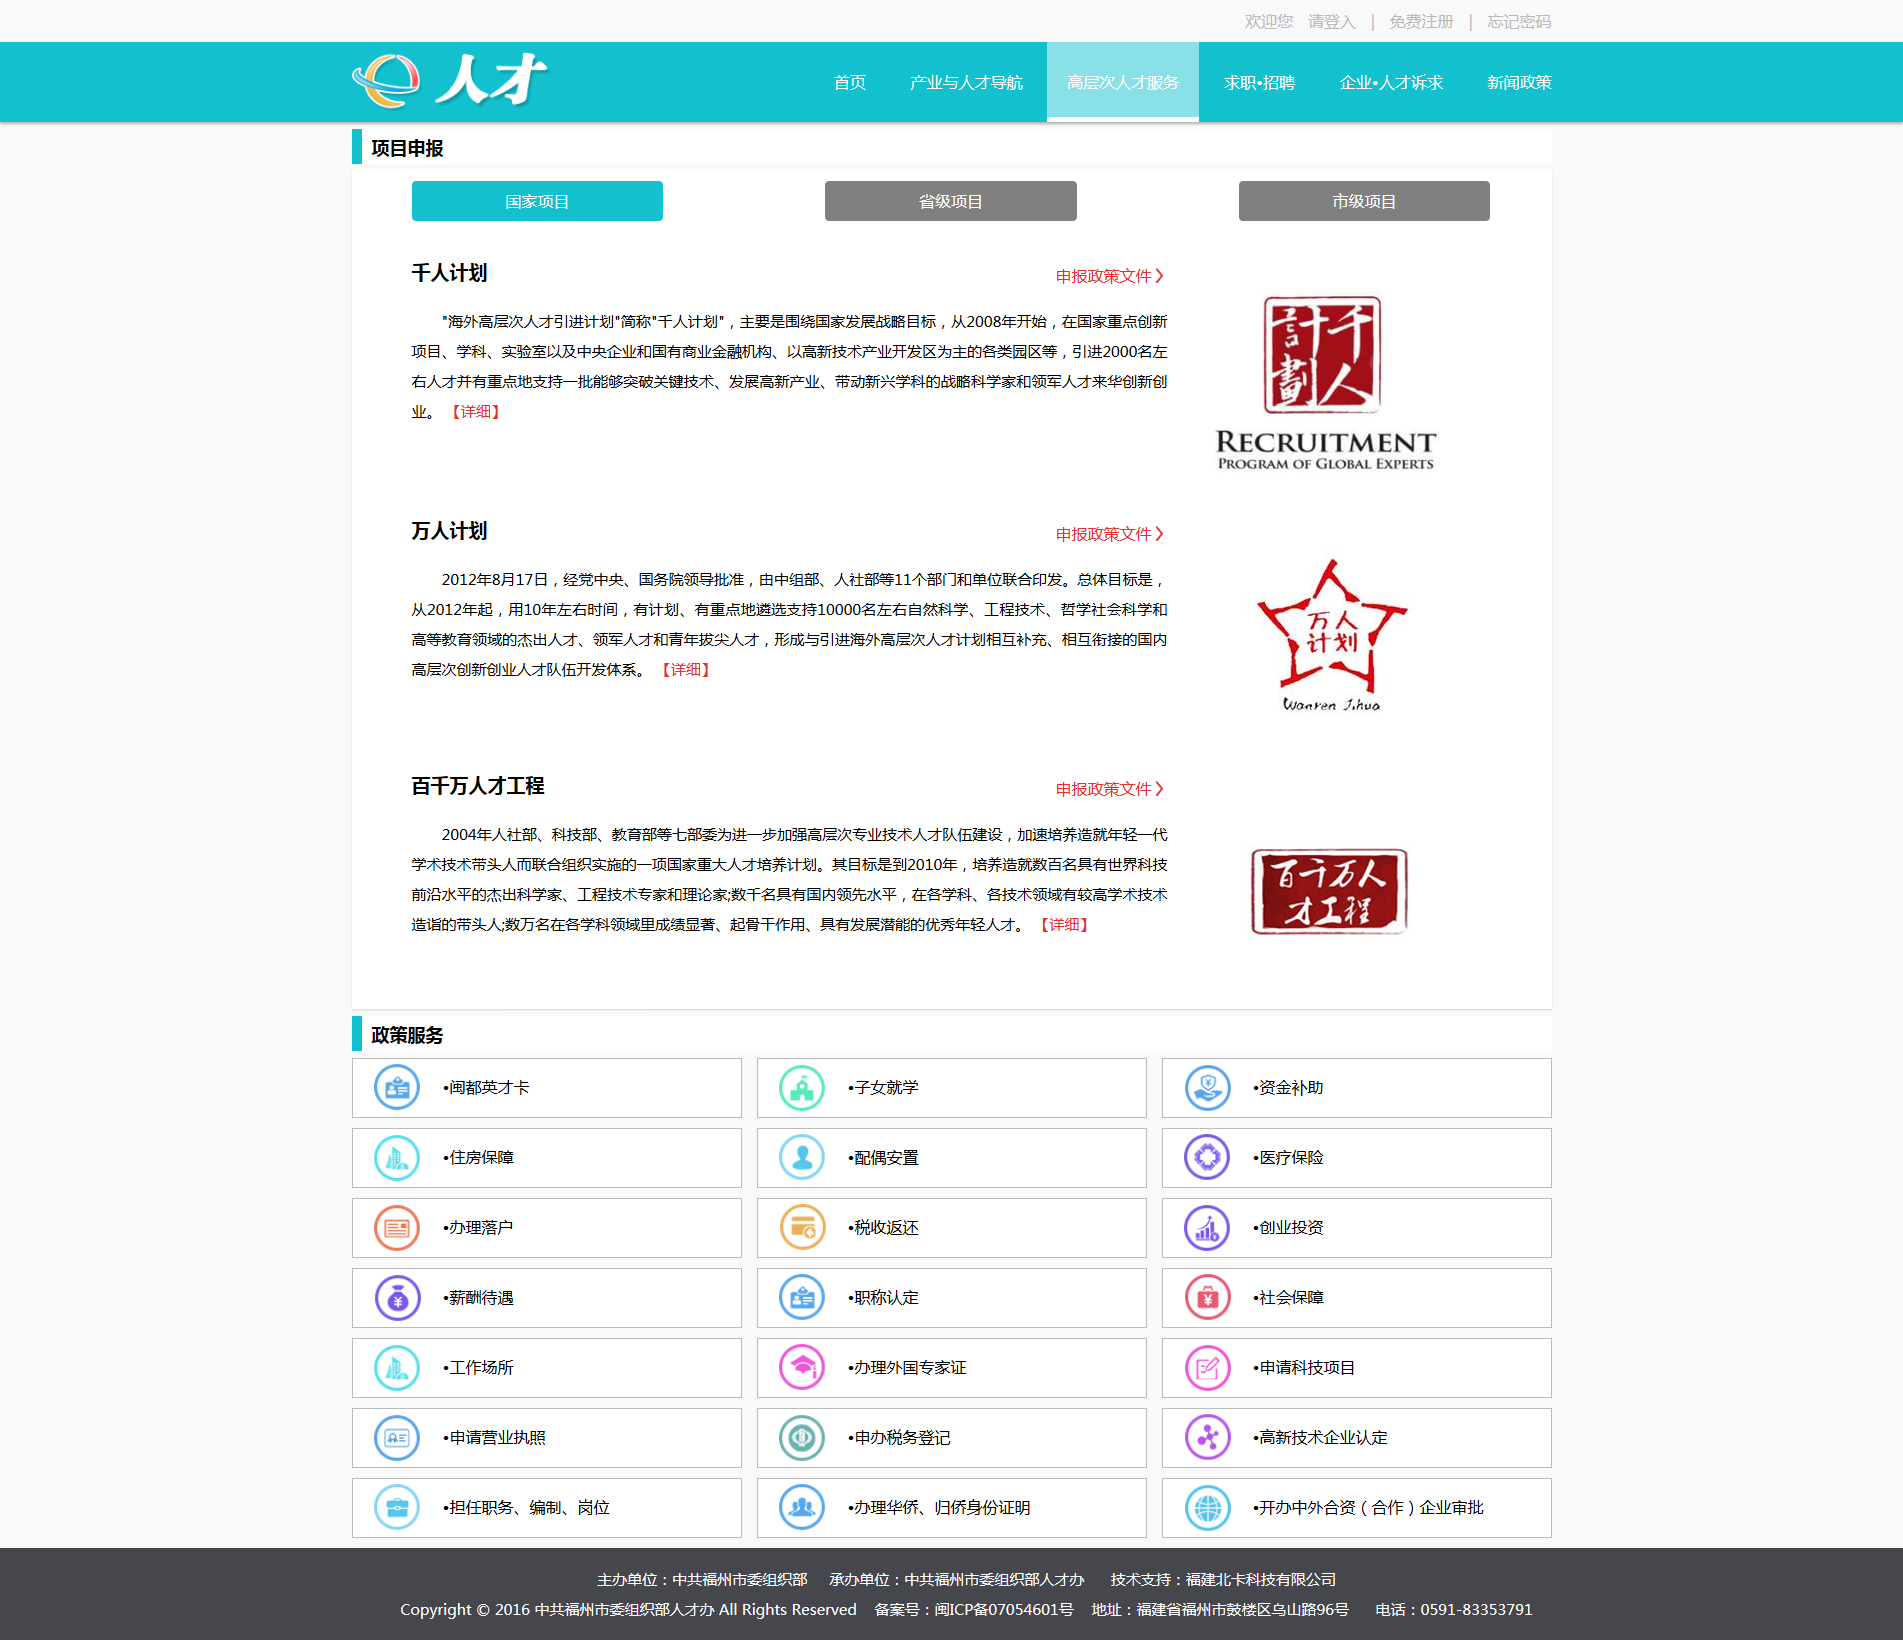 欢迎您 请登入 | 免费注册 | 忘记密码
人才
首页 产业与人才导航 高层次人才服务 求职•招聘 企业•人才诉求 新闻政策
项目申报
国家项目 省级项目 市级项目
千人计划
申报政策文件
"海外高层次人才引进计划"简称"千人计划"，主要是围绕国家发展战略目标，从2008年开始，在国家重点创新
项目、学科、实验室以及中央企业和国有商业金融机构、以高新技术产业开发区为主的各类园区等，引进2000名左
右人才并有重点地支持一批能够突破关键技术、发展高新产业、带动新兴学科的战略科学家和领军人才来华创新创
业。 【详细】
千人計劃
RECRUITMENT
PROGRAM OF GLOBAL EXPERTS
万人计划
申报政策文件
2012年8月17日，经党中央、国务院领导批准，由中组部、人社部等11个部门和单位联合印发。总体目标是，
从2012年起，用10年左右时间，有计划、有重点地遴选支持10000名左右自然科学、工程技术、哲学社会科学和
高等教育领域的杰出人才、领军人才和青年拔尖人才，形成与引进海外高层次人才计划相互补充、相互衔接的国内
高层次创新创业人才队伍开发体系。 【详细】
万人
计划
Wanren Jihua
百千万人才工程
申报政策文件
2004年人社部、科技部、教育部等七部委为进一步加强高层次专业技术人才队伍建设，加速培养造就年轻一代
学术技术带头人而联合组织实施的一项国家重大人才培养计划。其目标是到2010年，培养造就数百名具有世界科技
前沿水平的杰出科学家、工程技术专家和理论家;数千名具有国内领先水平，在各学科、各技术领域有较高学术技术
造诣的带头人;数万名在各学科领域里成绩显著、起骨干作用、具有发展潜能的优秀年轻人才。 【详细】
百千万人
才工程
政策服务
•闽都英才卡 •子女就学 •资金补助
•住房保障 •配偶安置 •医疗保险
•办理落户 •税收返还 •创业投资
•薪酬待遇 •职称认定 •社会保障
•工作场所 •办理外国专家证 •申请科技项目
•申请营业执照 •申办税务登记 •高新技术企业认定
•担任职务、编制、岗位 •办理华侨、归侨身份证明 •开办中外合资（合作）企业审批
主办单位：中共福州市委组织部 承办单位：中共福州市委组织部人才办 技术支持：福建北卡科技有限公司
Copyright © 2016 中共福州市委组织部人才办 All Rights Reserved 备案号：闽ICP备07054601号 地址：福建省福州市鼓楼区乌山路96号 电话：0591-83353791